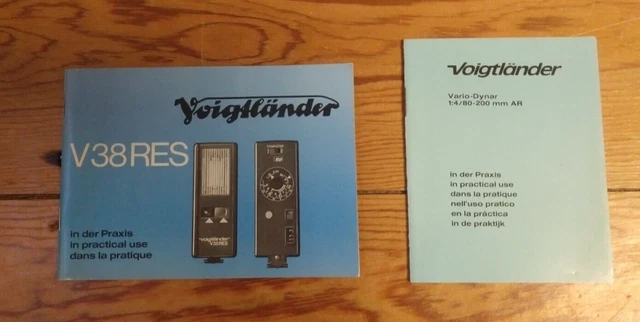 Voigtländer
V38RES
Voigtländer
V38RES
in der Praxis
in practical use
dans la pratique
Voigtländer
Vario-Dynar
1:4/80-200 mm AR
in der Praxis
in practical use
dans la pratique
nell'uso pratico
en la práctica
in de praktijk